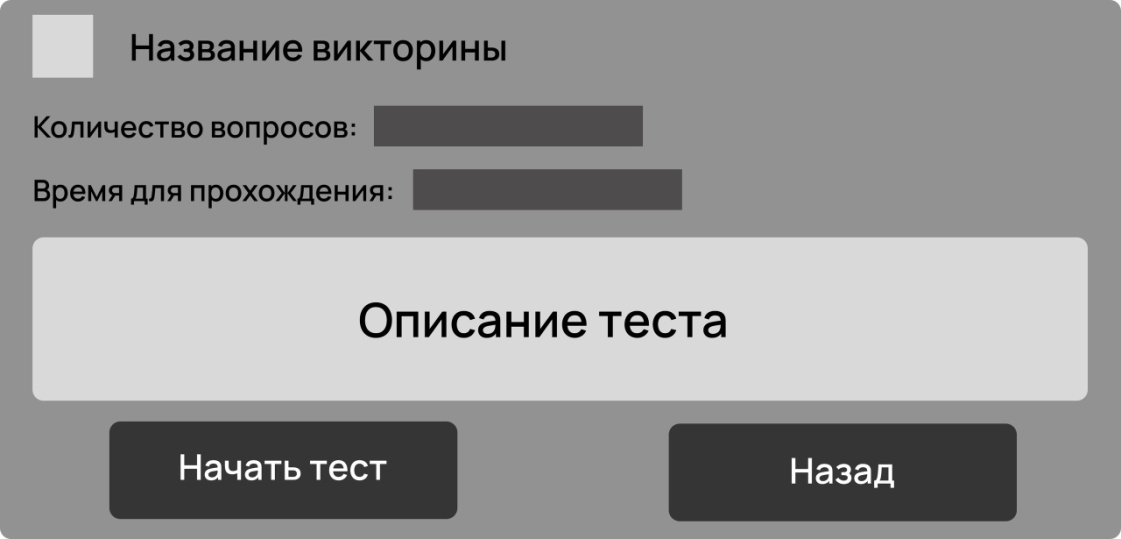 Название викторины
Количество вопросов:
Время для прохождения:
Описание теста
Начать тест
Назад